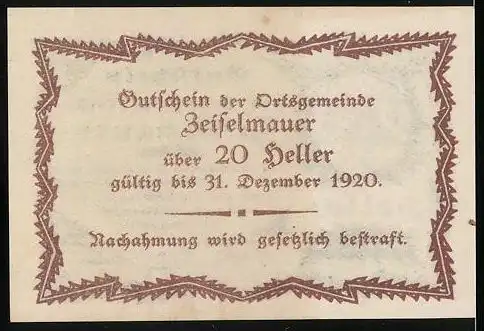 Gutschein der Ortsgemeinde
Zeiselmauer
über 20 Heller
gültig bis 31. Dezember 1920.
Nachahmung wird gesetzlich bestraft.